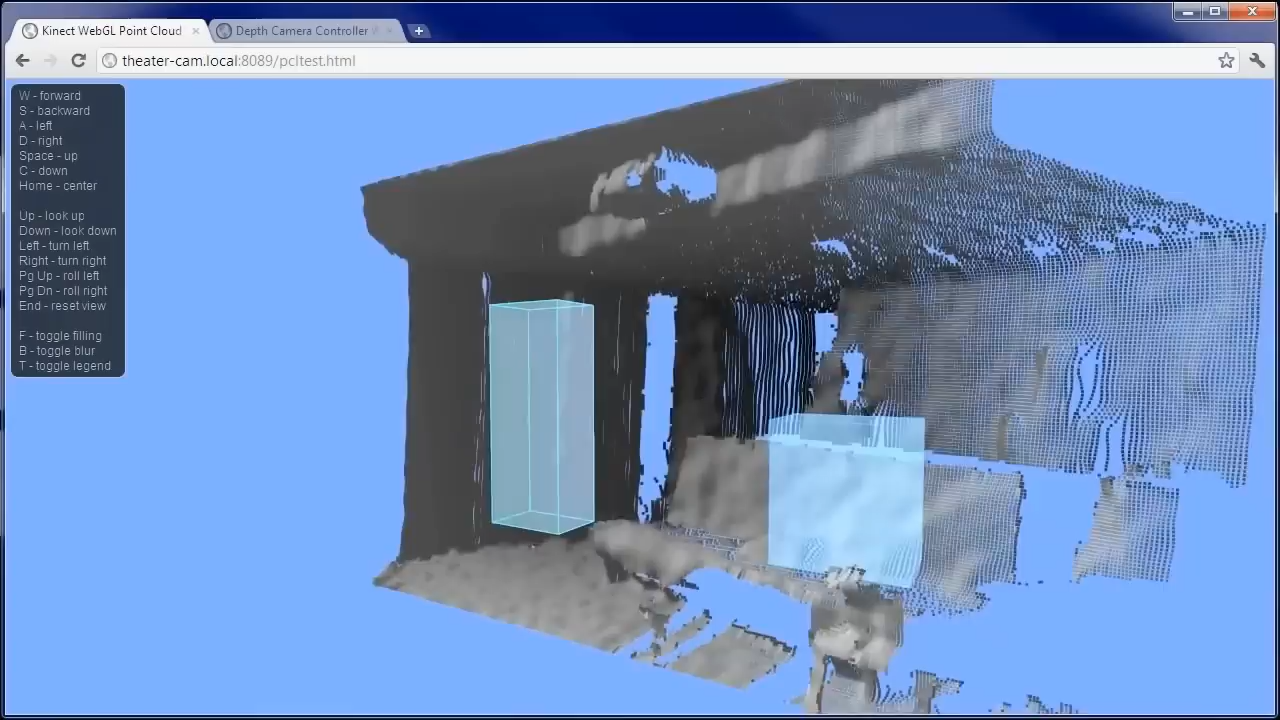 Kinect WebGL Point Cloud
Depth Camera Controller
theater-cam.local:8089/pcltest.html
W - forward
S - backward
A - left
D - right
Space - up
C - down
Home - center
Up - look up
Down - look down
Left - turn left
Right - turn right
Pg Up - roll left
Pg Dn - roll right
End - reset view
F - toggle filling
B - toggle blur
T - toggle legend